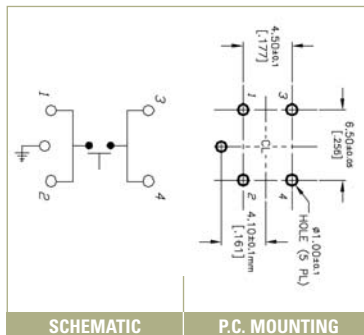 1
2
3
4
SCHEMATIC
4.50±0.1
[.177]
1
3
2
4
CL
6.50±0.05
[.256]
4.10±0.1mm
[.161]
ø1.00±0.1
HOLE (5 PL)
P.C. MOUNTING